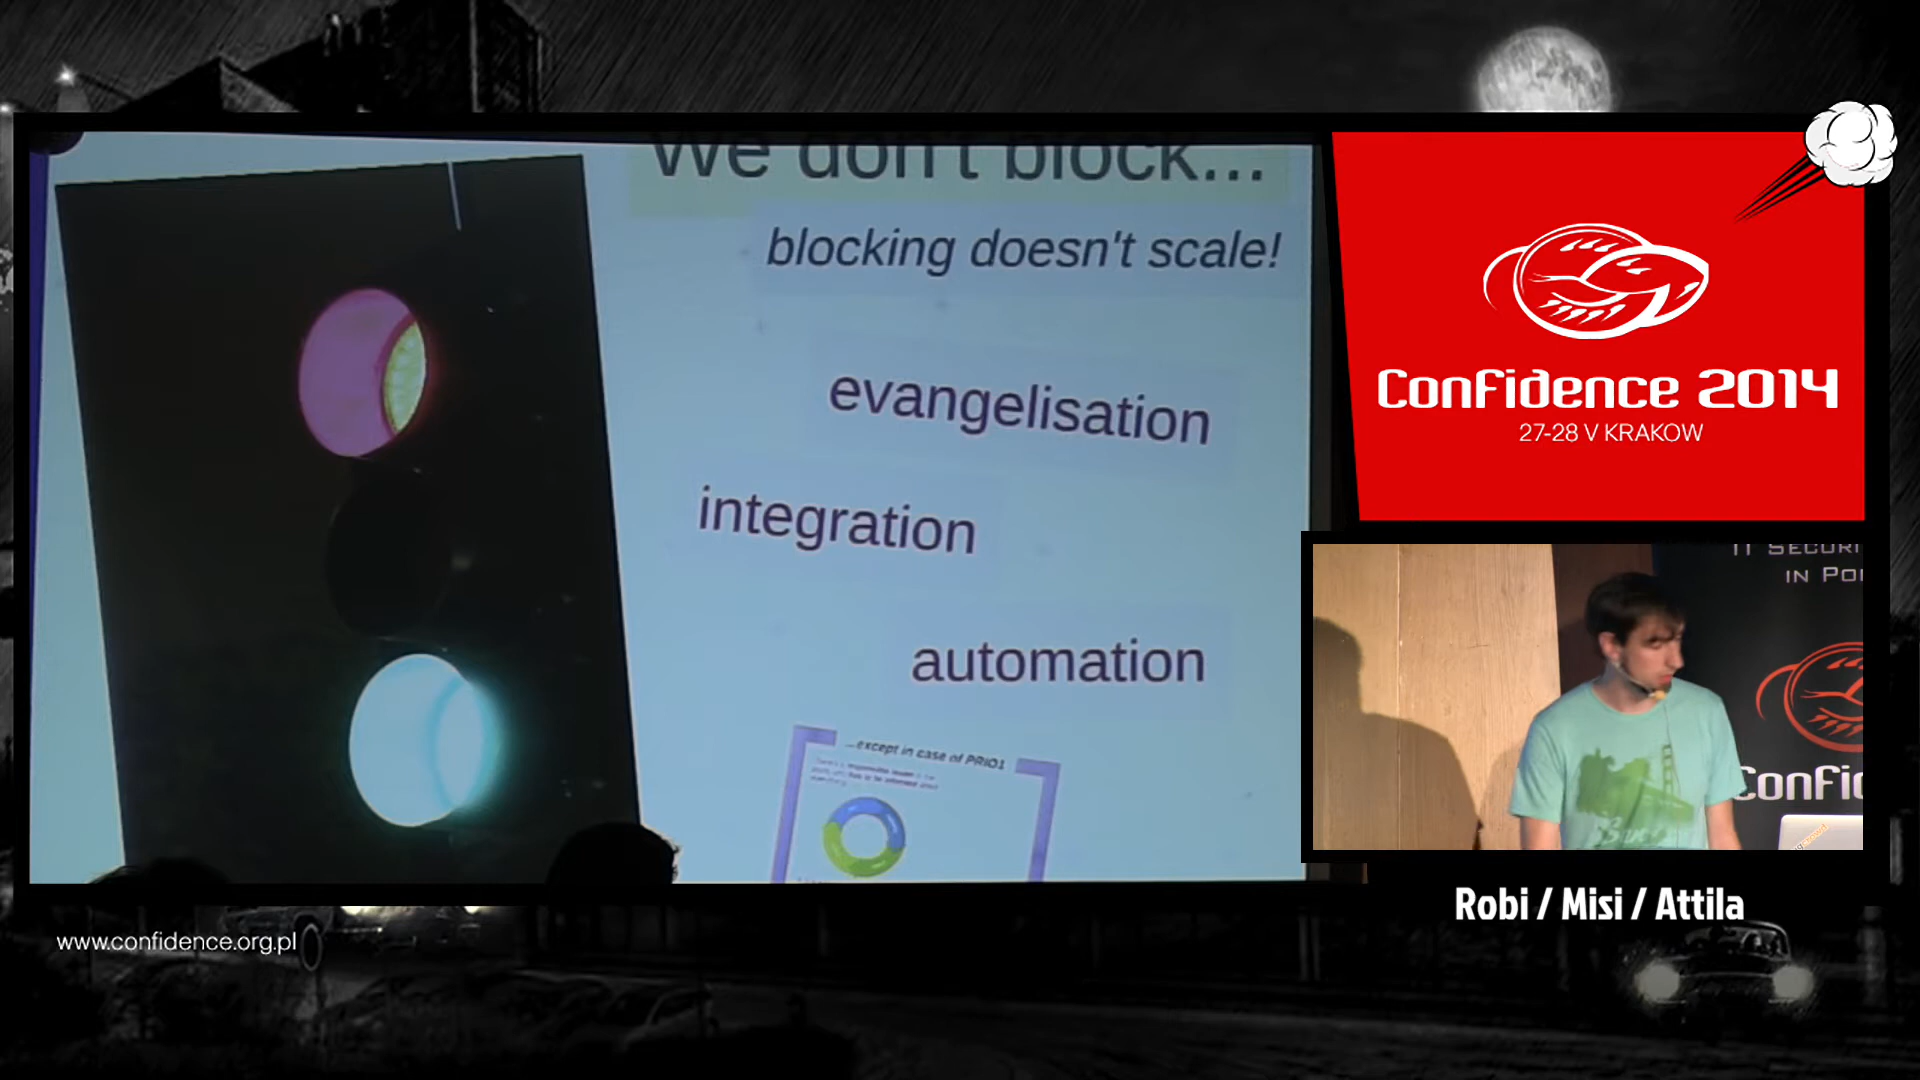 We don't block...
blocking doesn't scale!
evangelisation
integration
automation
...except in case of PRIO1
Confidence 2014
27-28 V KRAKOW
IT SECURI
IN PO
Confid
Robi / Misi / Attila
www.confidence.org.pl